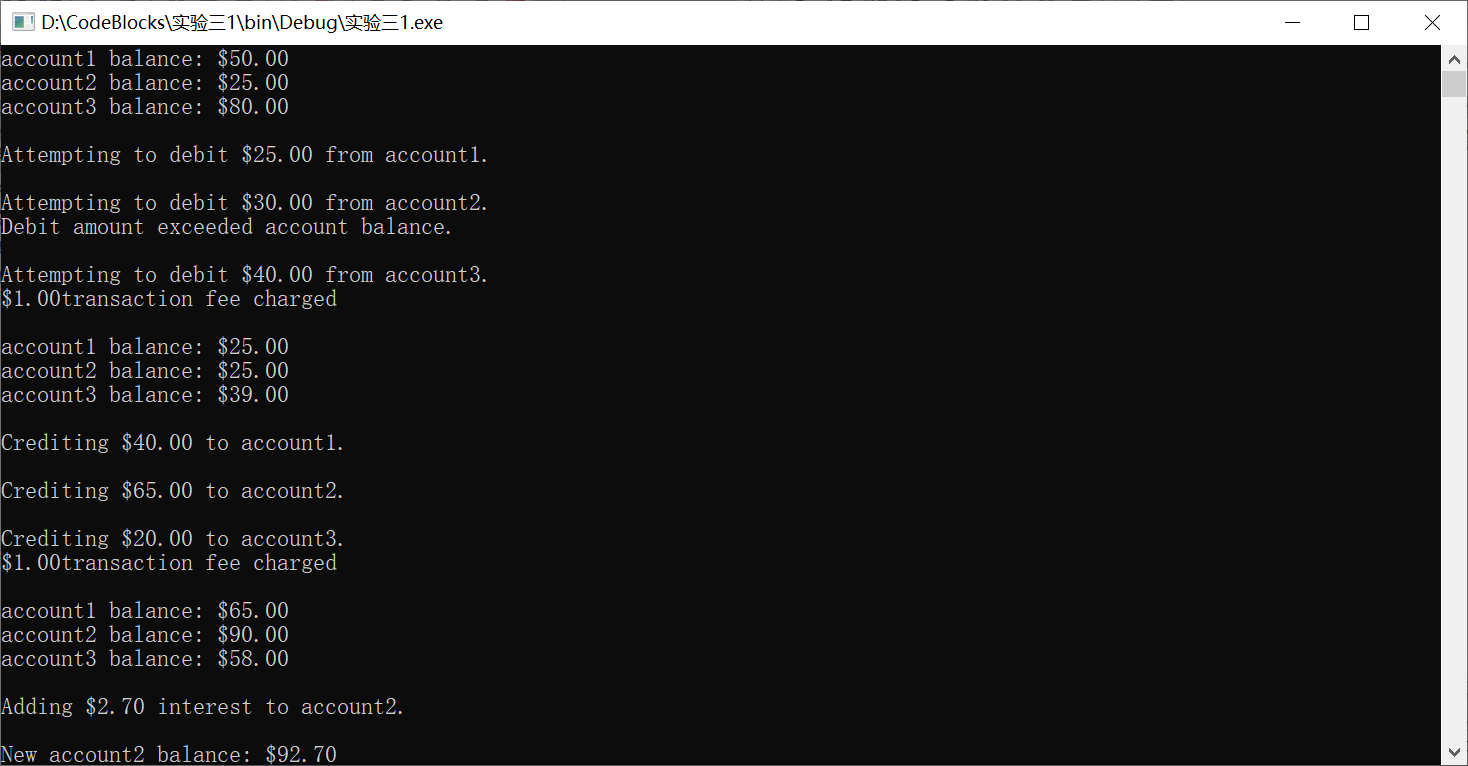 D:\CodeBlocks\实验三1\bin\Debug\实验三1.exe
account1 balance: $50.00
account2 balance: $25.00
account3 balance: $80.00
Attempting to debit $25.00 from account1.
Attempting to debit $30.00 from account2.
Debit amount exceeded account balance.
Attempting to debit $40.00 from account3.
$1.00transaction fee charged
account1 balance: $25.00
account2 balance: $25.00
account3 balance: $39.00
Crediting $40.00 to account1.
Crediting $65.00 to account2.
Crediting $20.00 to account3.
$1.00transaction fee charged
account1 balance: $65.00
account2 balance: $90.00
account3 balance: $58.00
Adding $2.70 interest to account2.
New account2 balance: $92.70